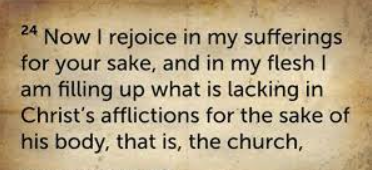 24 Now I rejoice in my sufferings
for your sake, and in my flesh I
am filling up what is lacking in
Christ’s afflictions for the sake of
his body, that is, the church,